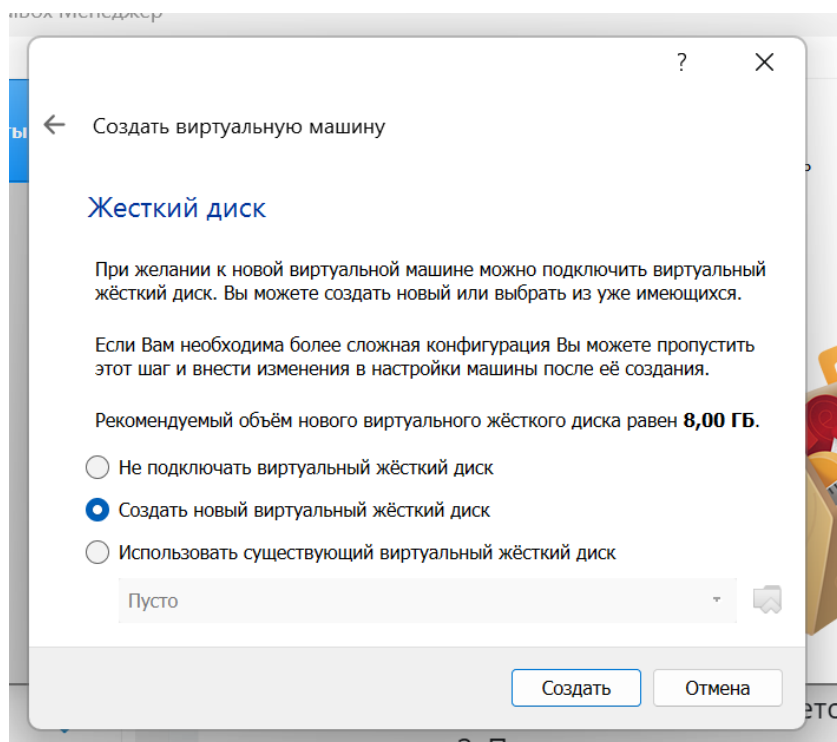 Менеджер
?
Создать виртуальную машину
Жесткий диск
При желании к новой виртуальной машине можно подключить виртуальный
жёсткий диск. Вы можете создать новый или выбрать из уже имеющихся.
Если Вам необходима более сложная конфигурация Вы можете пропустить
этот шаг и внести изменения в настройки машины после её создания.
Рекомендуемый объём нового виртуального жёсткого диска равен 8,00 ГБ.
Не подключать виртуальный жёсткий диск
Создать новый виртуальный жёсткий диск
Использовать существующий виртуальный жёсткий диск
Пусто
Создать
Отмена